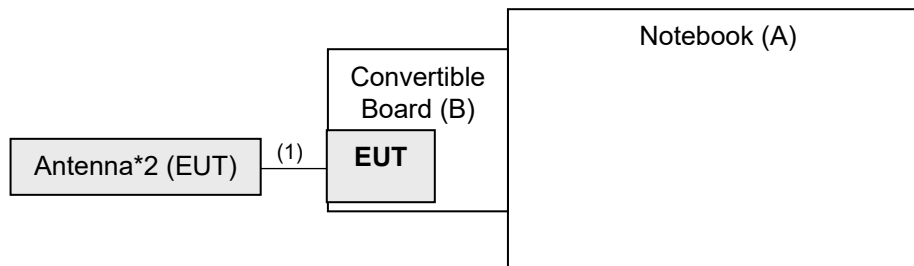 Notebook (A)
Convertible
Board (B)
EUT
(1)
Antenna*2 (EUT)